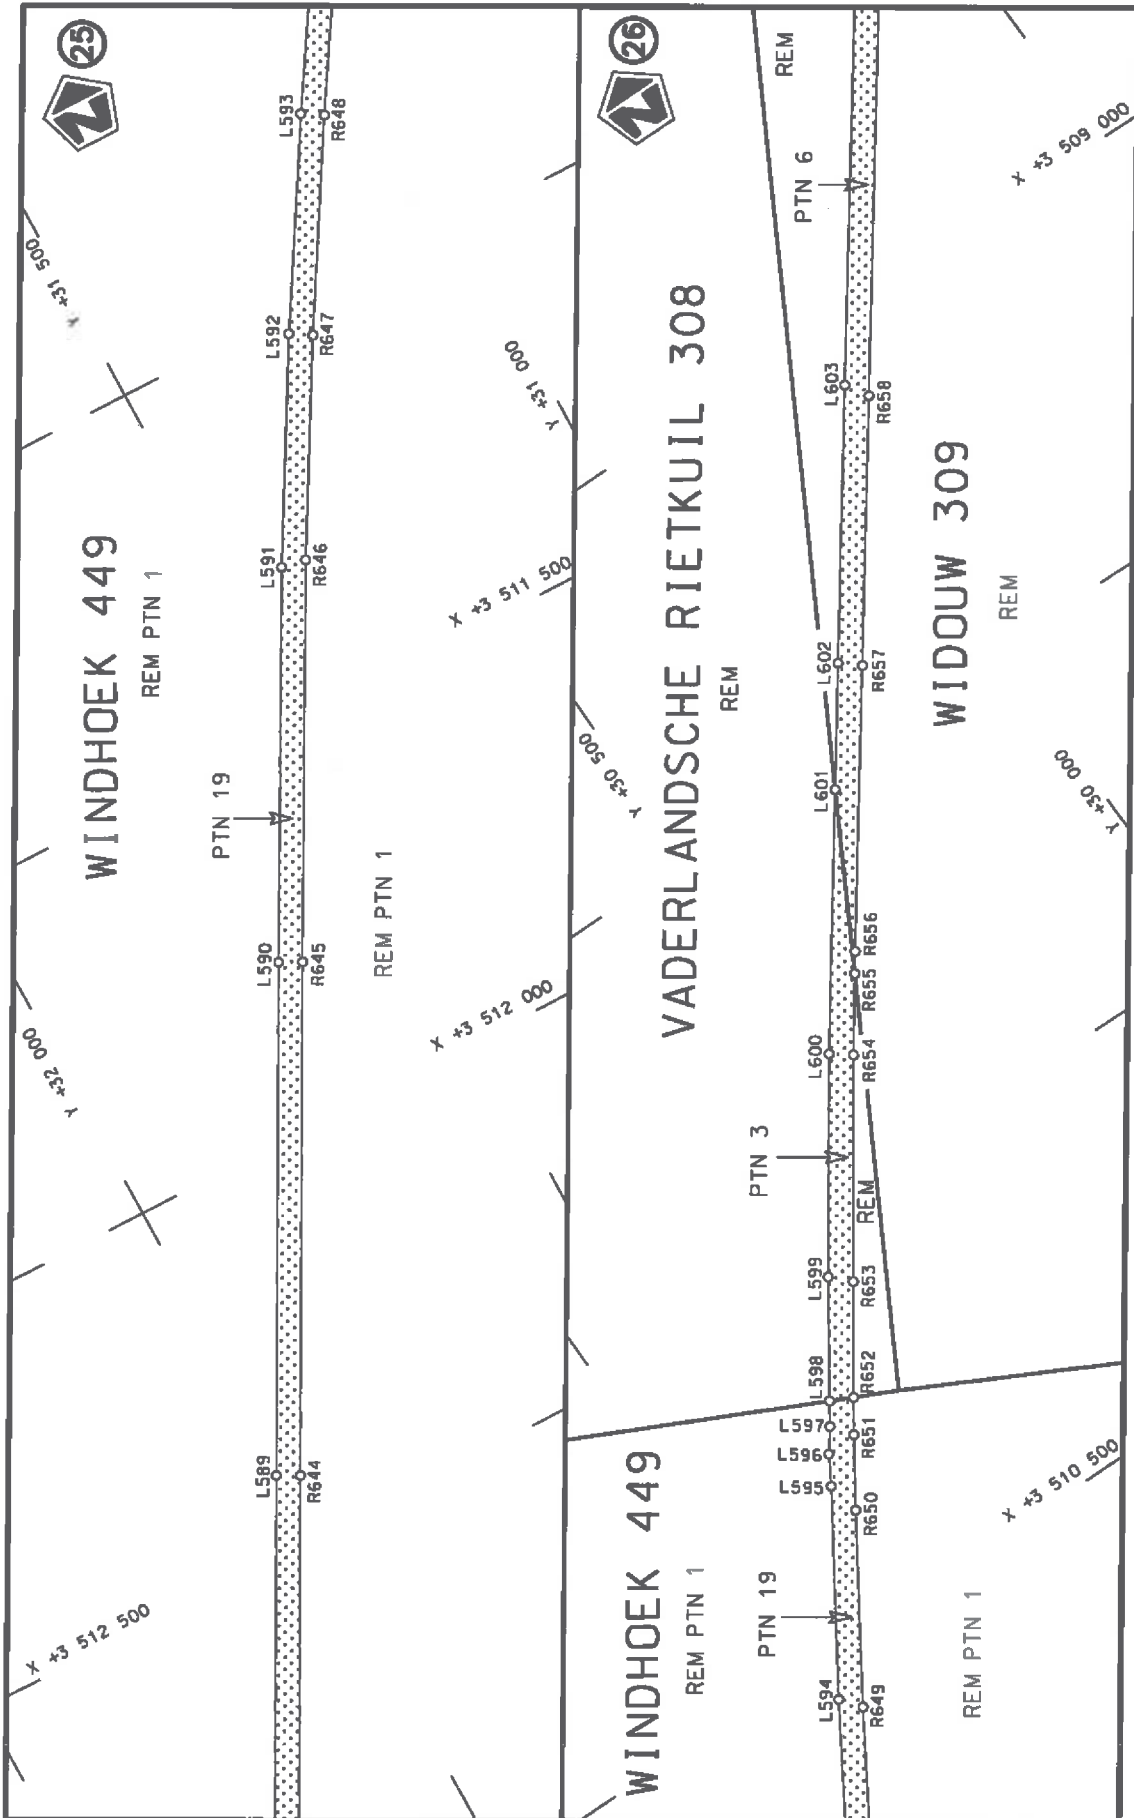 25
L593
R648
Y +31 500
L592
R647
WINDHOEK 449
REM PTN 1
L591
R646
X +3 511 500
Y +31 000
PTN 19
REM PTN 1
L590
R645
X +3 512 000
Y +32 000
L589
R644
X +3 512 500
26
REM
PTN 6
X +3 509 000
VADERLANDSCHE RIETKUIL 308
REM
L603
R658
WIDOUW 309
REM
L602
R657
Y +30 500
L601
Y +30 000
R656
R655
L600
R654
PTN 3
REM
L599
R653
L598
R652
L597
R651
L596
L595
R650
X +3 510 500
WINDHOEK 449
REM PTN 1
PTN 19
REM PTN 1
L594
R649